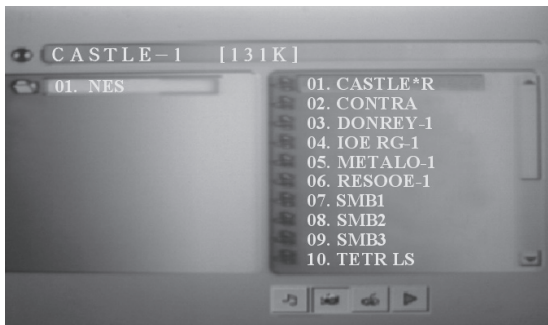 CASTLE-1 [131K]
01. NES
01. CASTLE*R
02. CONTRA
03. DONREY-1
04. IOE RG-1
05. METALO-1
06. RESOOE-1
07. SMB1
08. SMB2
09. SMB3
10. TETR LS